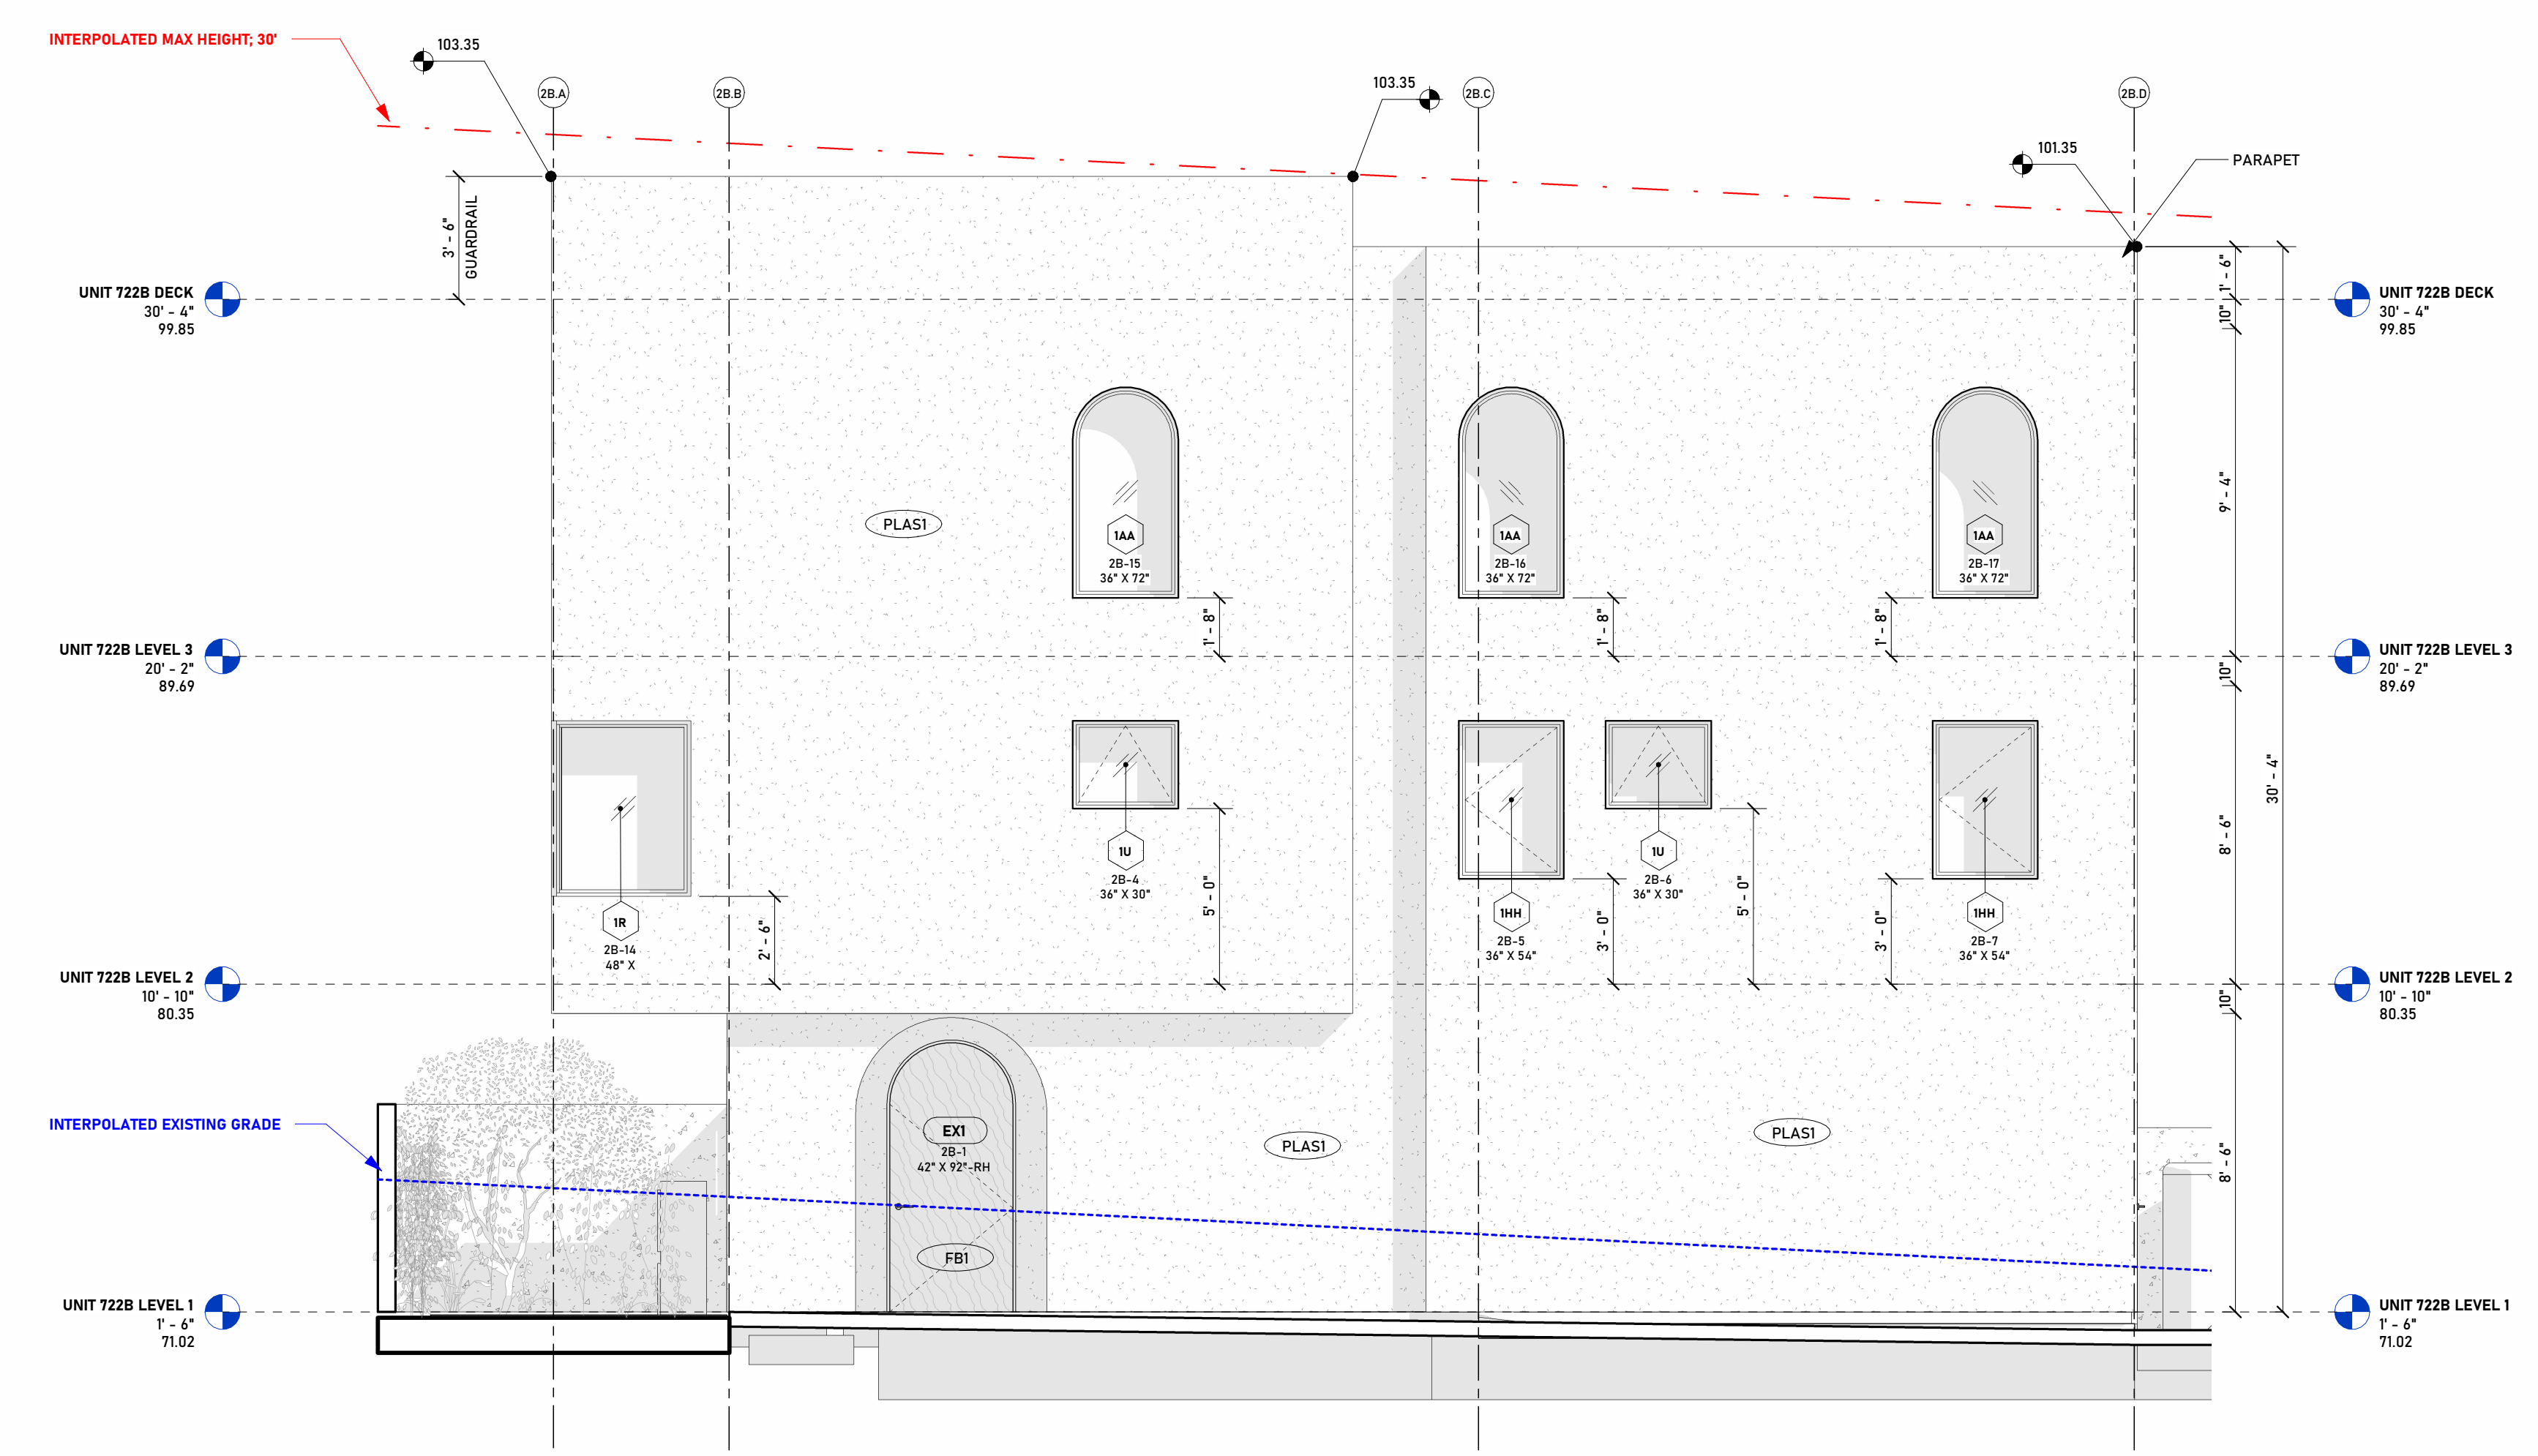 INTERPOLATED MAX HEIGHT; 30'
103.35
2B.A
2B.B
103.35
2B.C
2B.D
101.35
PARAPET
3' - 6"
GUARDRAIL
1' - 6"
UNIT 722B DECK
30' - 4"
99.85
10"
UNIT 722B DECK
30' - 4"
99.85
9' - 4"
PLAS1
1AA
2B-15
36" X 72"
1AA
2B-16
36" X 72"
1AA
2B-17
36" X 72"
1' - 8"
1' - 8"
1' - 8"
UNIT 722B LEVEL 3
20' - 2"
89.69
10"
UNIT 722B LEVEL 3
20' - 2"
89.69
30' - 4"
8' - 6"
1U
2B-4
36" X 30"
1U
2B-6
36" X 30"
1R
2B-14
48" X
1HH
2B-5
36" X 54"
1HH
2B-7
36" X 54"
2' - 6"
5' - 0"
3' - 0"
5' - 0"
3' - 0"
UNIT 722B LEVEL 2
10' - 10"
80.35
10"
UNIT 722B LEVEL 2
10' - 10"
80.35
INTERPOLATED EXISTING GRADE
EX1
2B-1
42" X 92"-RH
PLAS1
PLAS1
8' - 6"
FB1
UNIT 722B LEVEL 1
1' - 6"
71.02
UNIT 722B LEVEL 1
1' - 6"
71.02